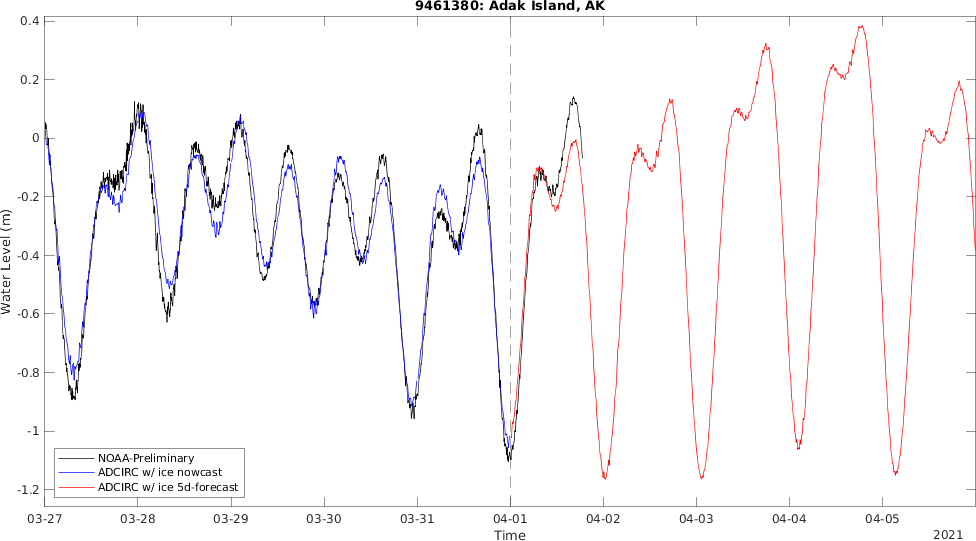 9461380: Adak Island, AK
0.4
0.2
0
-0.2
-0.4
-0.6
-0.8
-1
-1.2
Water Level (m)
NOAA-Preliminary
ADCIRC w/ ice nowcast
ADCIRC w/ ice 5d-forecast
03-27 03-28 03-29 03-30 03-31 04-01 04-02 04-03 04-04 04-05
Time
2021